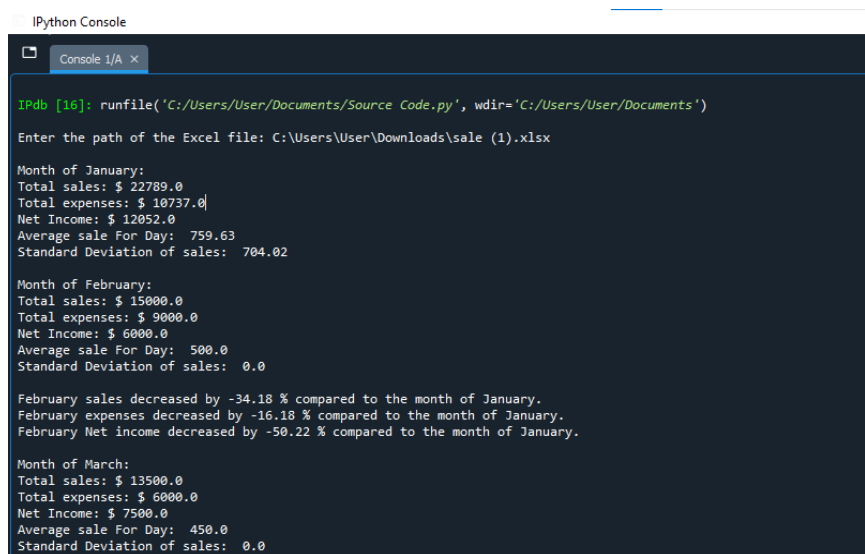 IPython Console
Console 1/A ×
IPdb [16]: runfile('C:/Users/User/Documents/Source Code.py', wdir='C:/Users/User/Documents')
Enter the path of the Excel file: C:\Users\User\Downloads\sale (1).xlsx
Month of January:
Total sales: $ 22789.0
Total expenses: $ 10737.0
Net Income: $ 12052.0
Average sale For Day:  759.63
Standard Deviation of sales:  704.02
Month of February:
Total sales: $ 15000.0
Total expenses: $ 9000.0
Net Income: $ 6000.0
Average sale For Day:  500.0
Standard Deviation of sales:  0.0
February sales decreased by -34.18 % compared to the month of January.
February expenses decreased by -16.18 % compared to the month of January.
February Net income decreased by -50.22 % compared to the month of January.
Month of March:
Total sales: $ 13500.0
Total expenses: $ 6000.0
Net Income: $ 7500.0
Average sale For Day:  450.0
Standard Deviation of sales:  0.0